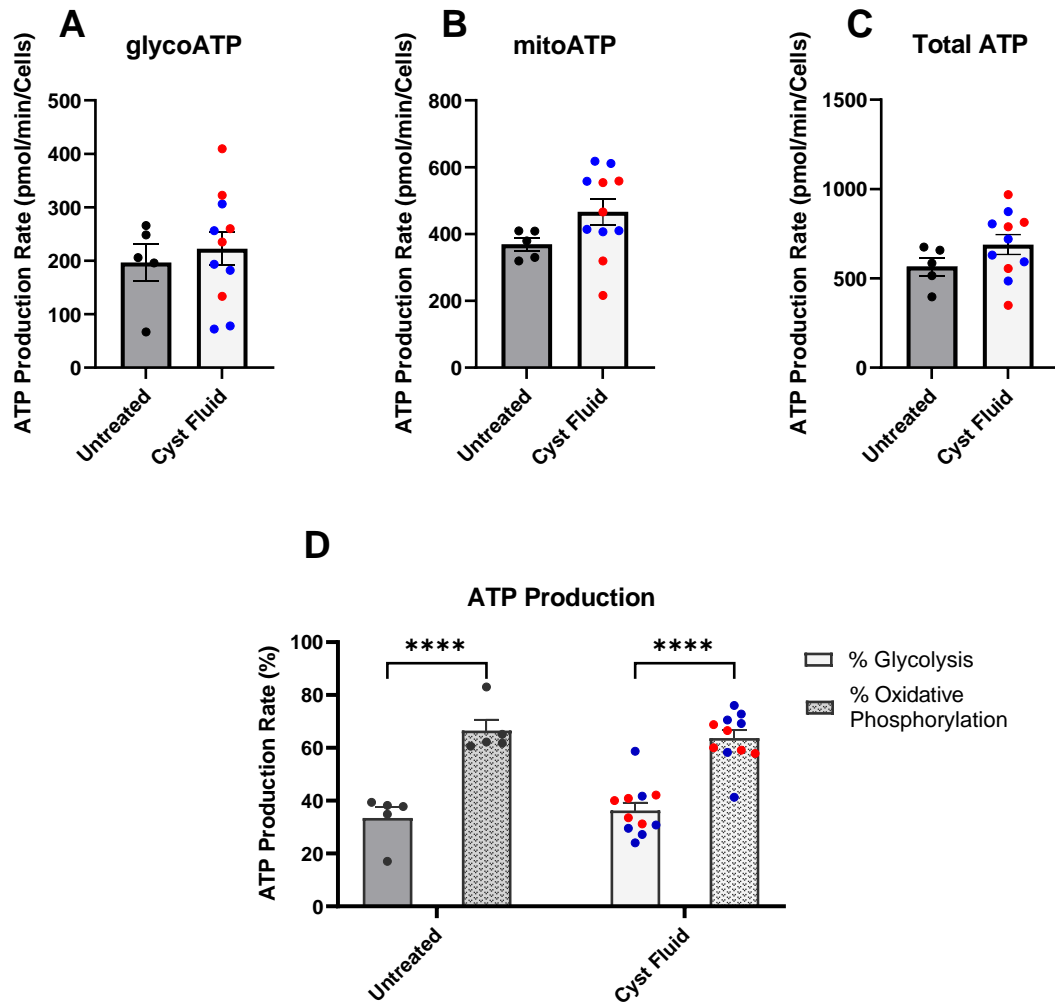 A
glycoATP
ATP Production Rate (pmol/min/Cells)
500
400
300
200
100
0
Untreated
Cyst Fluid
B
mitoATP
ATP Production Rate (pmol/min/Cells)
800
600
400
200
0
Untreated
Cyst Fluid
C
Total ATP
ATP Production Rate (pmol/min/Cells)
1500
1000
500
0
Untreated
Cyst Fluid
D
ATP Production
ATP Production Rate (%)
100
80
60
40
20
0
****
****
Untreated
Cyst Fluid
% Glycolysis
% Oxidative
Phosphorylation